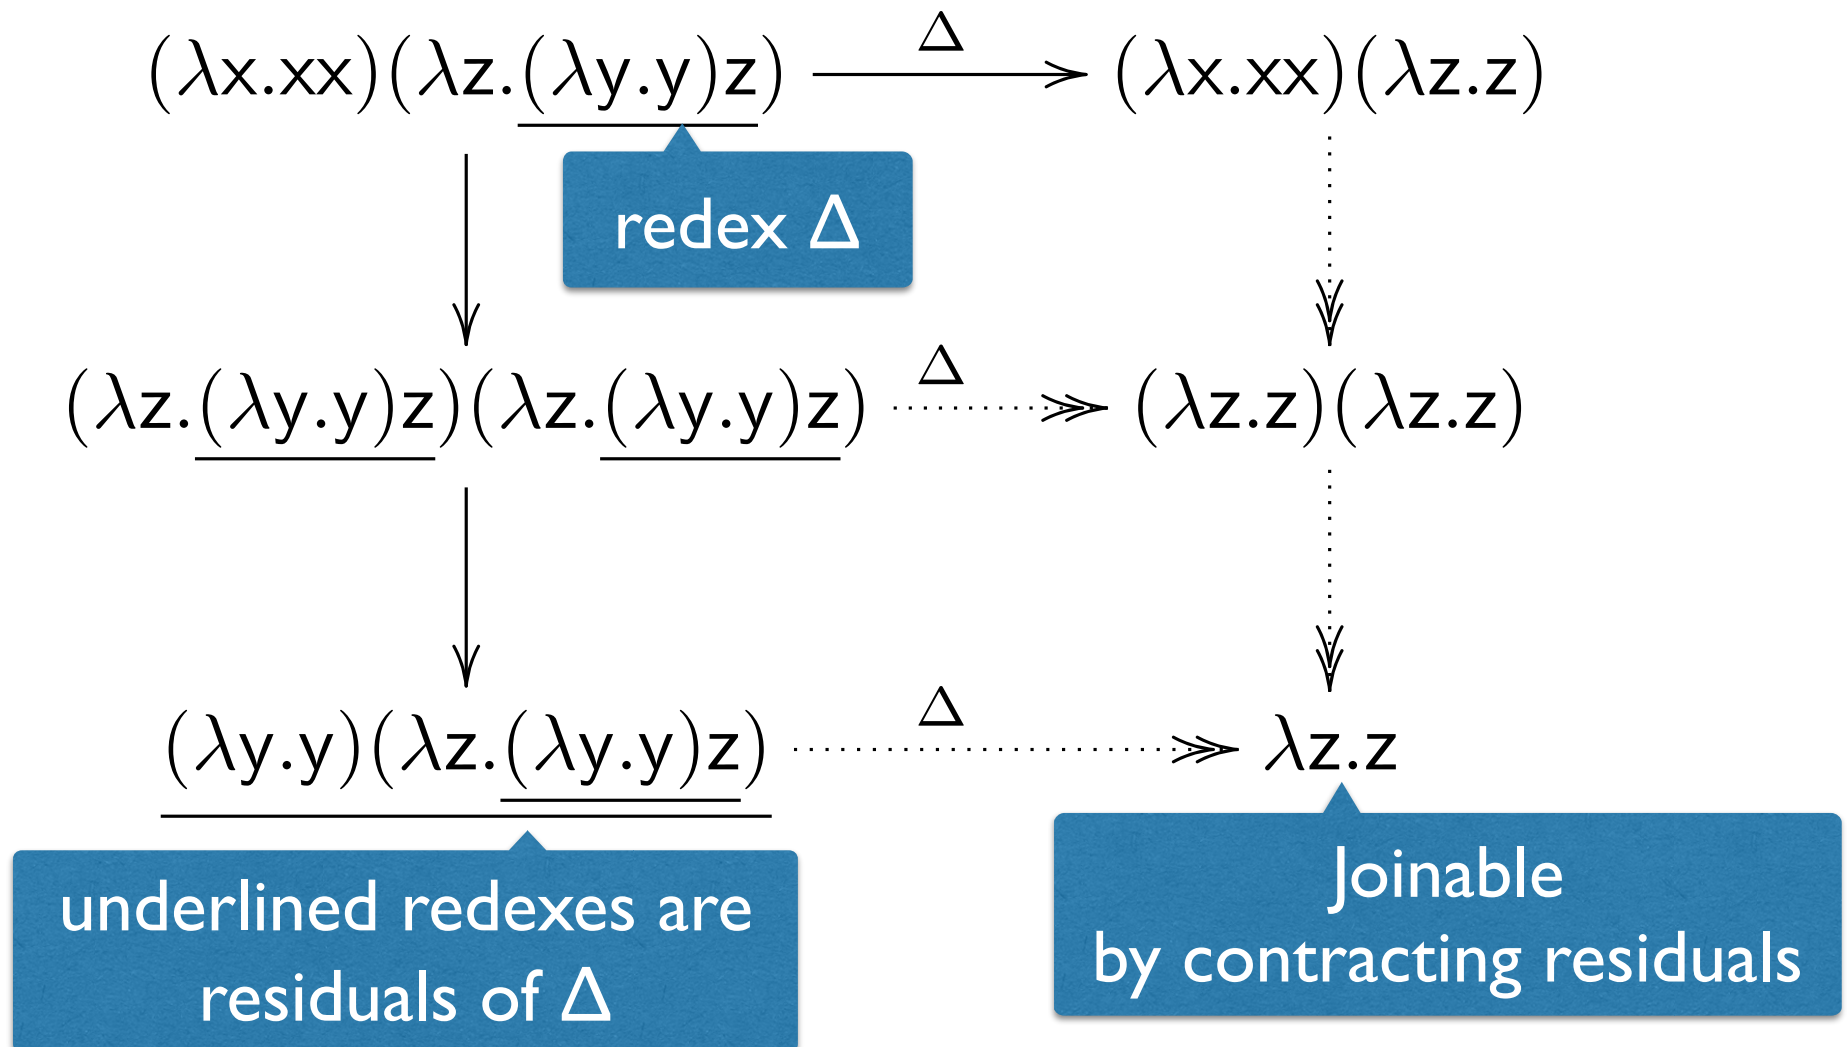 (λx.xx)(λz.(λy.y)z) Δ (λx.xx)(λz.z)
redex Δ
(λz.(λy.y)z)(λz.(λy.y)z) Δ (λz.z)(λz.z)
(λy.y)(λz.(λy.y)z) Δ λz.z
underlined redexes are
residuals of Δ
Joinable
by contracting residuals